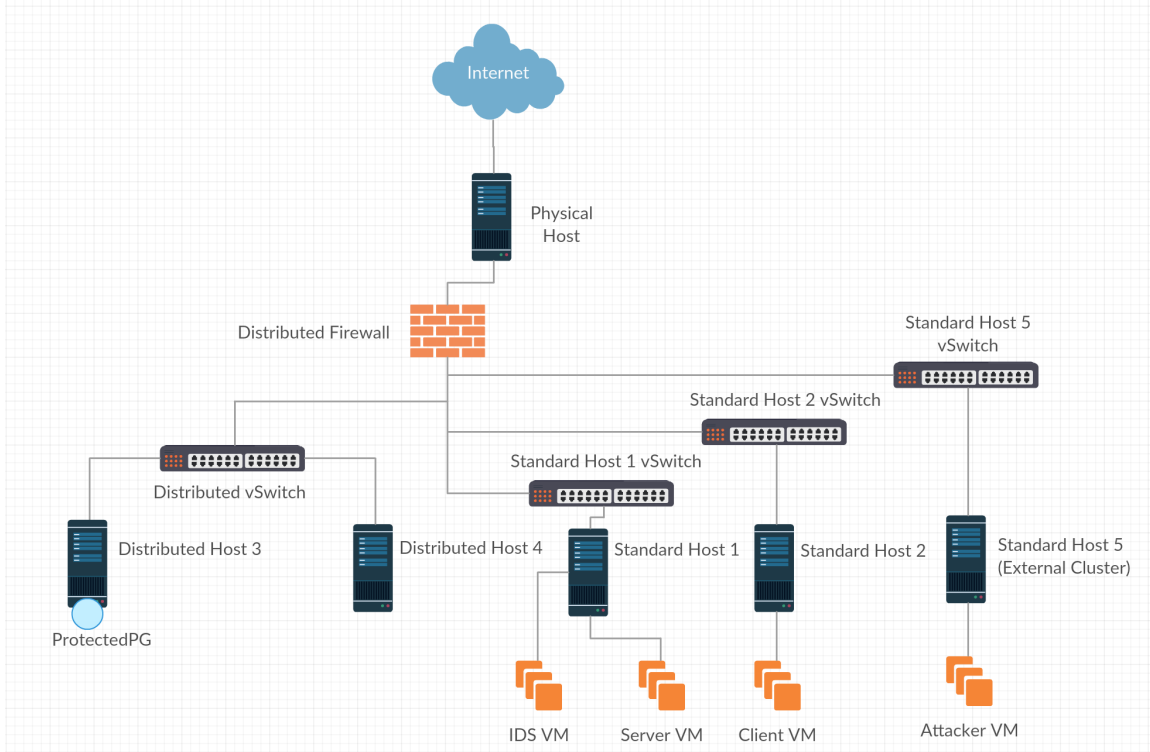 Internet
Physical
Host
Distributed Firewall
Standard Host 5
vSwitch
Standard Host 2 vSwitch
Standard Host 1 vSwitch
Distributed vSwitch
Distributed Host 3
Distributed Host 4
Standard Host 1
Standard Host 2
Standard Host 5
(External Cluster)
ProtectedPG
IDS VM
Server VM
Client VM
Attacker VM